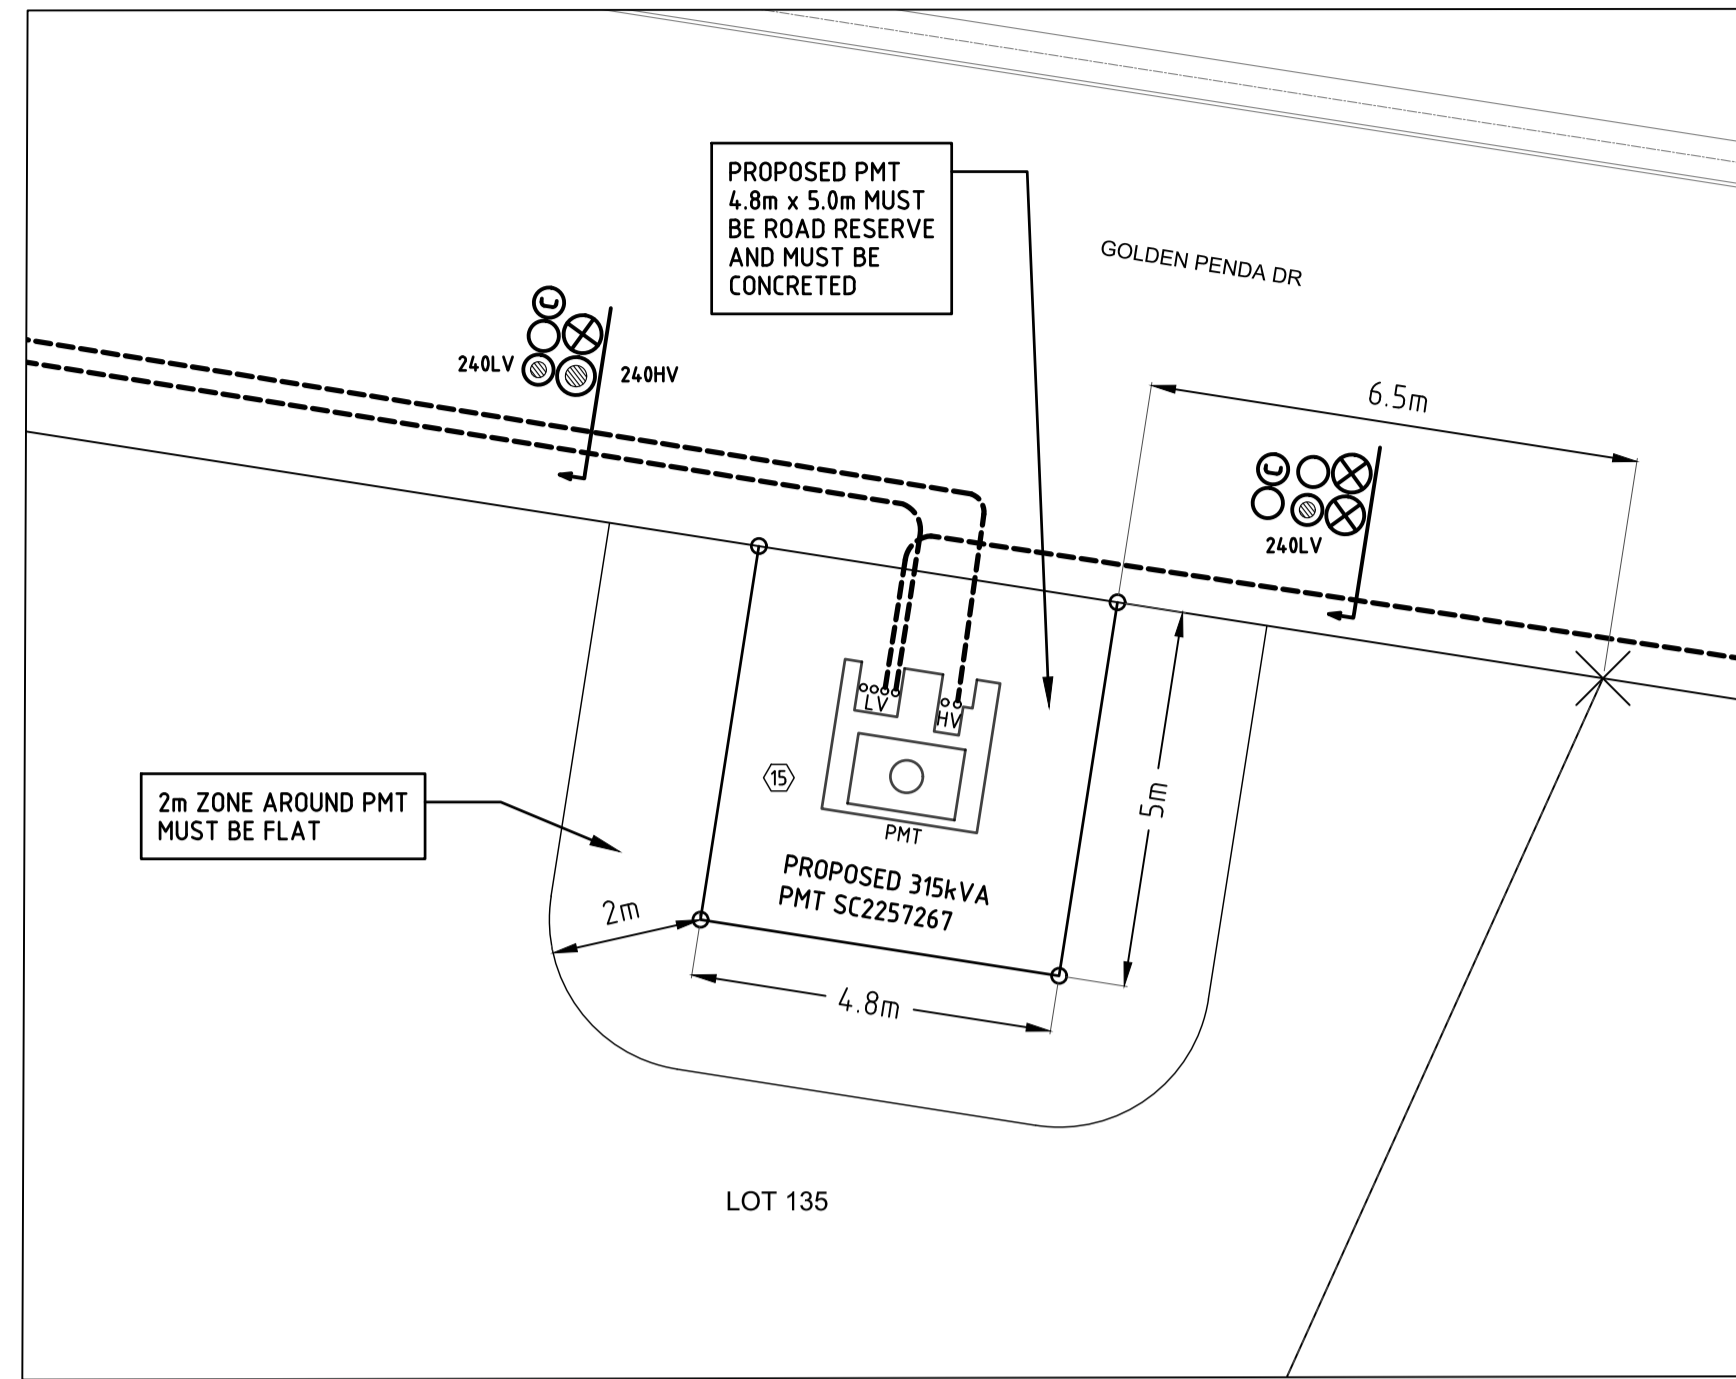 PROPOSED PMT
4.8m x 5.0m MUST
BE ROAD RESERVE
AND MUST BE
CONCRETED
GOLDEN PENDA DR
240LV
240HV
6.5m
240LV
LV
HV
15
PMT
5m
2m ZONE AROUND PMT
MUST BE FLAT
PROPOSED 315kVA
PMT SC2257267
2m
4.8m
LOT 135